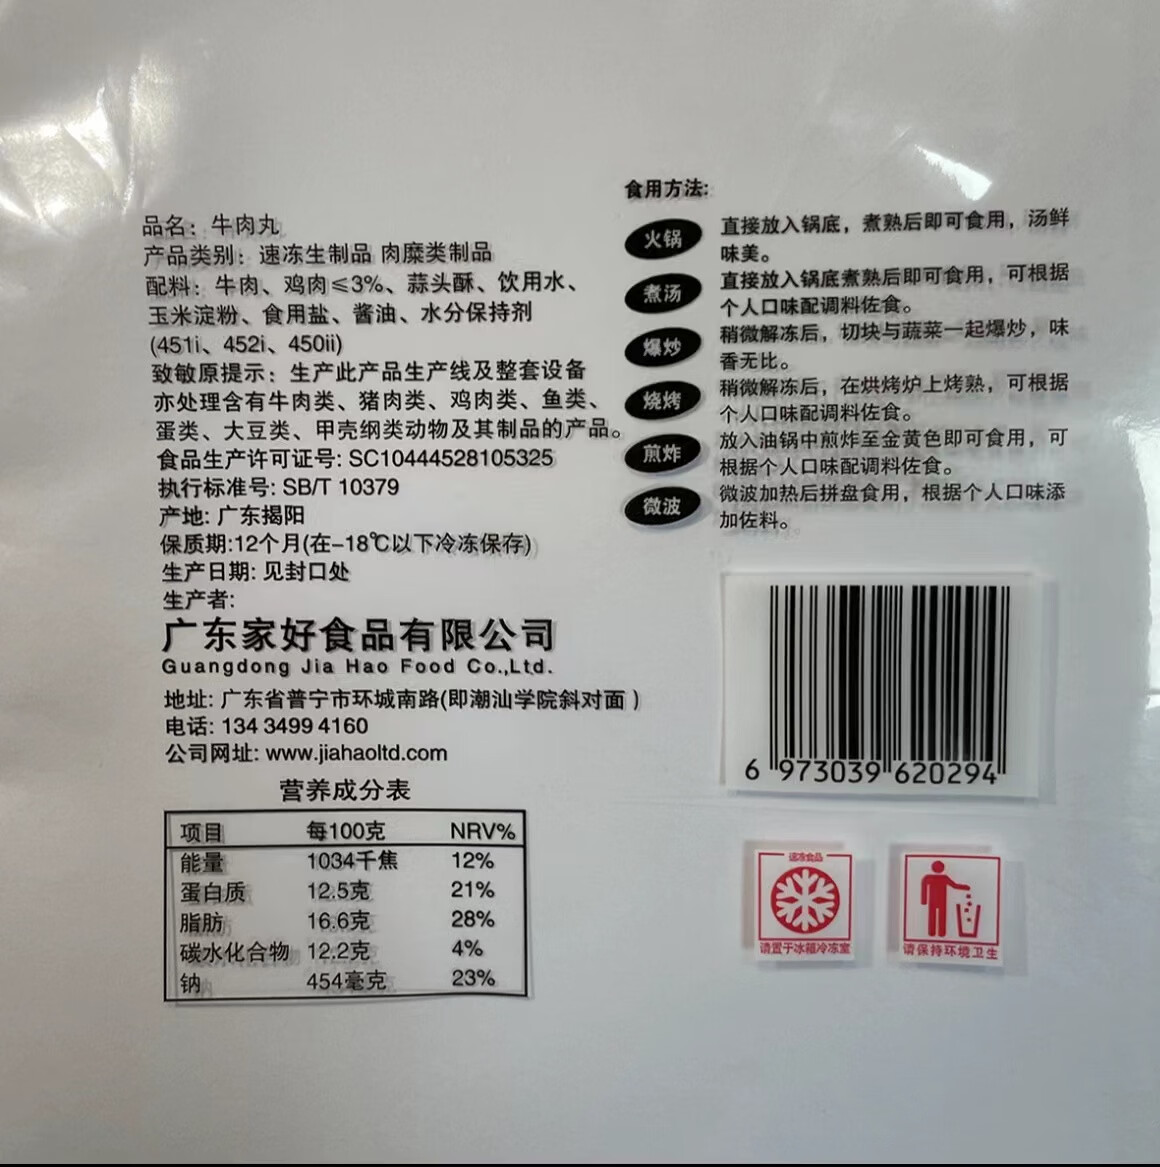 品名：牛肉丸
产品类别：速冻生制品 肉糜类制品
配料：牛肉、鸡肉≤3%、蒜头酥、饮用水、
玉米淀粉、食用盐、酱油、水分保持剂
(451i、452i、450ii)
致敏原提示：生产此产品生产线及整套设备
亦处理含有牛肉类、猪肉类、鸡肉类、鱼类、
蛋类、大豆类、甲壳纲类动物及其制品的产品。
食品生产许可证号: SC10444528105325
执行标准号: SB/T 10379
产地: 广东揭阳
保质期:12个月(在-18℃以下冷冻保存)
生产日期: 见封口处
生产者:
广东家好食品有限公司
Guangdong Jia Hao Food Co.,Ltd.
地址: 广东省普宁市环城南路(即潮汕学院斜对面 )
电话: 134 3499 4160
公司网址: www.jiahaoltd.com
营养成分表
项目 每100克 NRV%
能量 1034千焦 12%
蛋白质 12.5克 21%
脂肪 16.6克 28%
碳水化合物 12.2克 4%
钠 454毫克 23%
食用方法:
火锅 直接放入锅底，煮熟后即可食用，汤鲜
味美。
煮汤 直接放入锅底煮熟后即可食用，可根据
个人口味配调料佐食。
爆炒 稍微解冻后，切块与蔬菜一起爆炒，味
香无比。
烧烤 稍微解冻后，在烘烤炉上烤熟，可根据
个人口味配调料佐食。
煎炸 放入油锅中煎炸至金黄色即可食用，可
根据个人口味配调料佐食。
微波 微波加热后拼盘食用，根据个人口味添
加佐料。
6 973039 620294
速冻食品
请置于冰箱冷冻室
请保持环境卫生